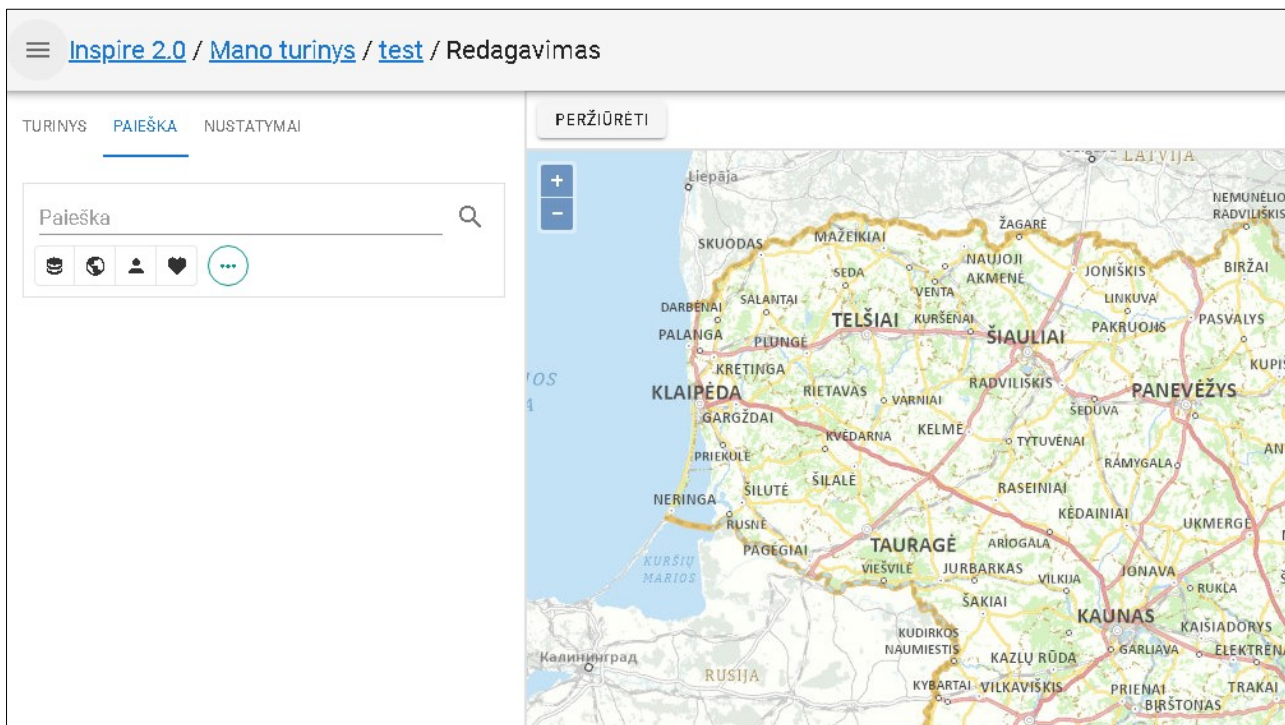 Inspire 2.0 / Mano turinys / test / Redagavimas
TURINYS PAIEŠKA NUSTATYMAI
Paieška
PERŽIŪRĖTI
+
−
LATVIJA
Liepāja
NEMUNĖLIO
RADVILIŠKIS
ŽAGARĖ
MAŽEIKIAI
SKUODAS
NAUJOJI
AKMENĖ
JONIŠKIS
BIRŽAI
SEDA
VENTA
LINKUVA
SALANTAI
DARBĖNAI
TELŠIAI
KURŠĖNAI
PAKRUOJIS
PASVALYS
PALANGA
PLUNGĖ
ŠIAULIAI
KUPIŠ
KRETINGA
IOS
A
RIETAVAS
VARNIAI
RADVILIŠKIS
PANEVĖŽYS
KLAIPĖDA
ŠEDUVA
GARGŽDAI
KVĖDARNA
KELMĖ
TYTUVĖNAI
AN
PRIEKULĖ
RAMYGALA
ŠILALĖ
ŠILUTĖ
RASEINIAI
NERINGA
KĖDAINIAI
UKMERGĖ
RUSNĖ
PAGĖGIAI
TAURAGĖ
ARIOGALA
KURŠIŲ
MARIOS
VIEŠVILĖ
JURBARKAS
VILKIJA
JONAVA
RUKLA
ŠAKIAI
KAUNAS
KAIŠIADORYS
KUDIRKOS
NAUMIESTIS
GARLIAVA
ELEKTRĖNA
Калининград
KAZLŲ RŪDA
RUSIJA
KYBARTAI
VILKAVIŠKIS
PRIENAI
TRAKAI
BIRŠTONAS